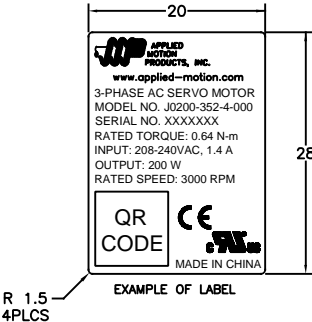 20
APPLIED
MOTION
PRODUCTS, INC.
www.applied-motion.com
3-PHASE AC SERVO MOTOR
MODEL NO. J0200-352-4-000
SERIAL NO. XXXXXXX
RATED TORQUE: 0.64 N-m
INPUT: 208-240VAC, 1.4 A
OUTPUT: 200 W
RATED SPEED: 3000 RPM
28
QR
CODE
CE
c RU us
MADE IN CHINA
R 1.5
4PLCS
EXAMPLE OF LABEL